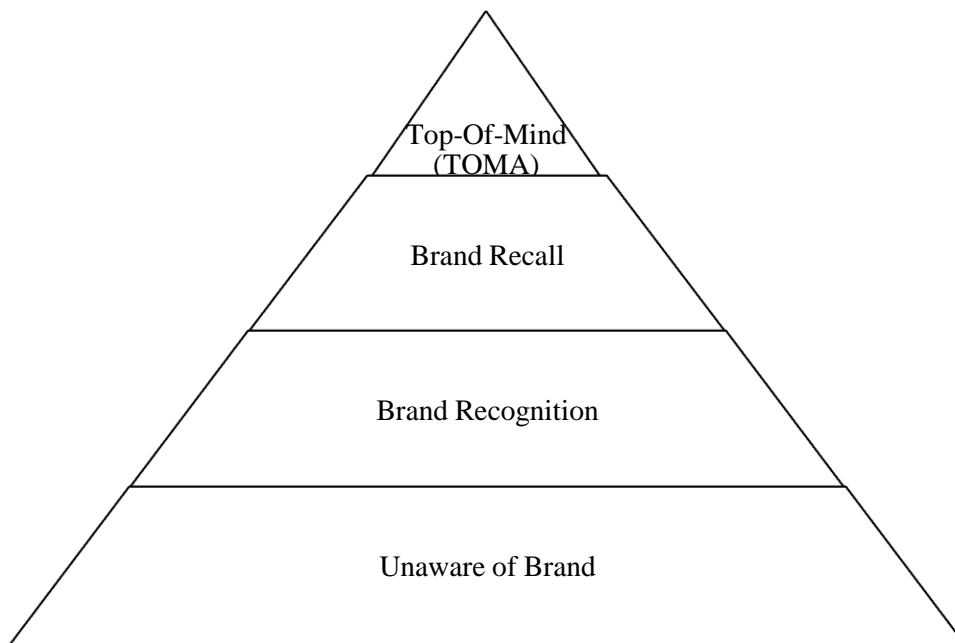 Top-Of-Mind
(TOMA)
Brand Recall
Brand Recognition
Unaware of Brand